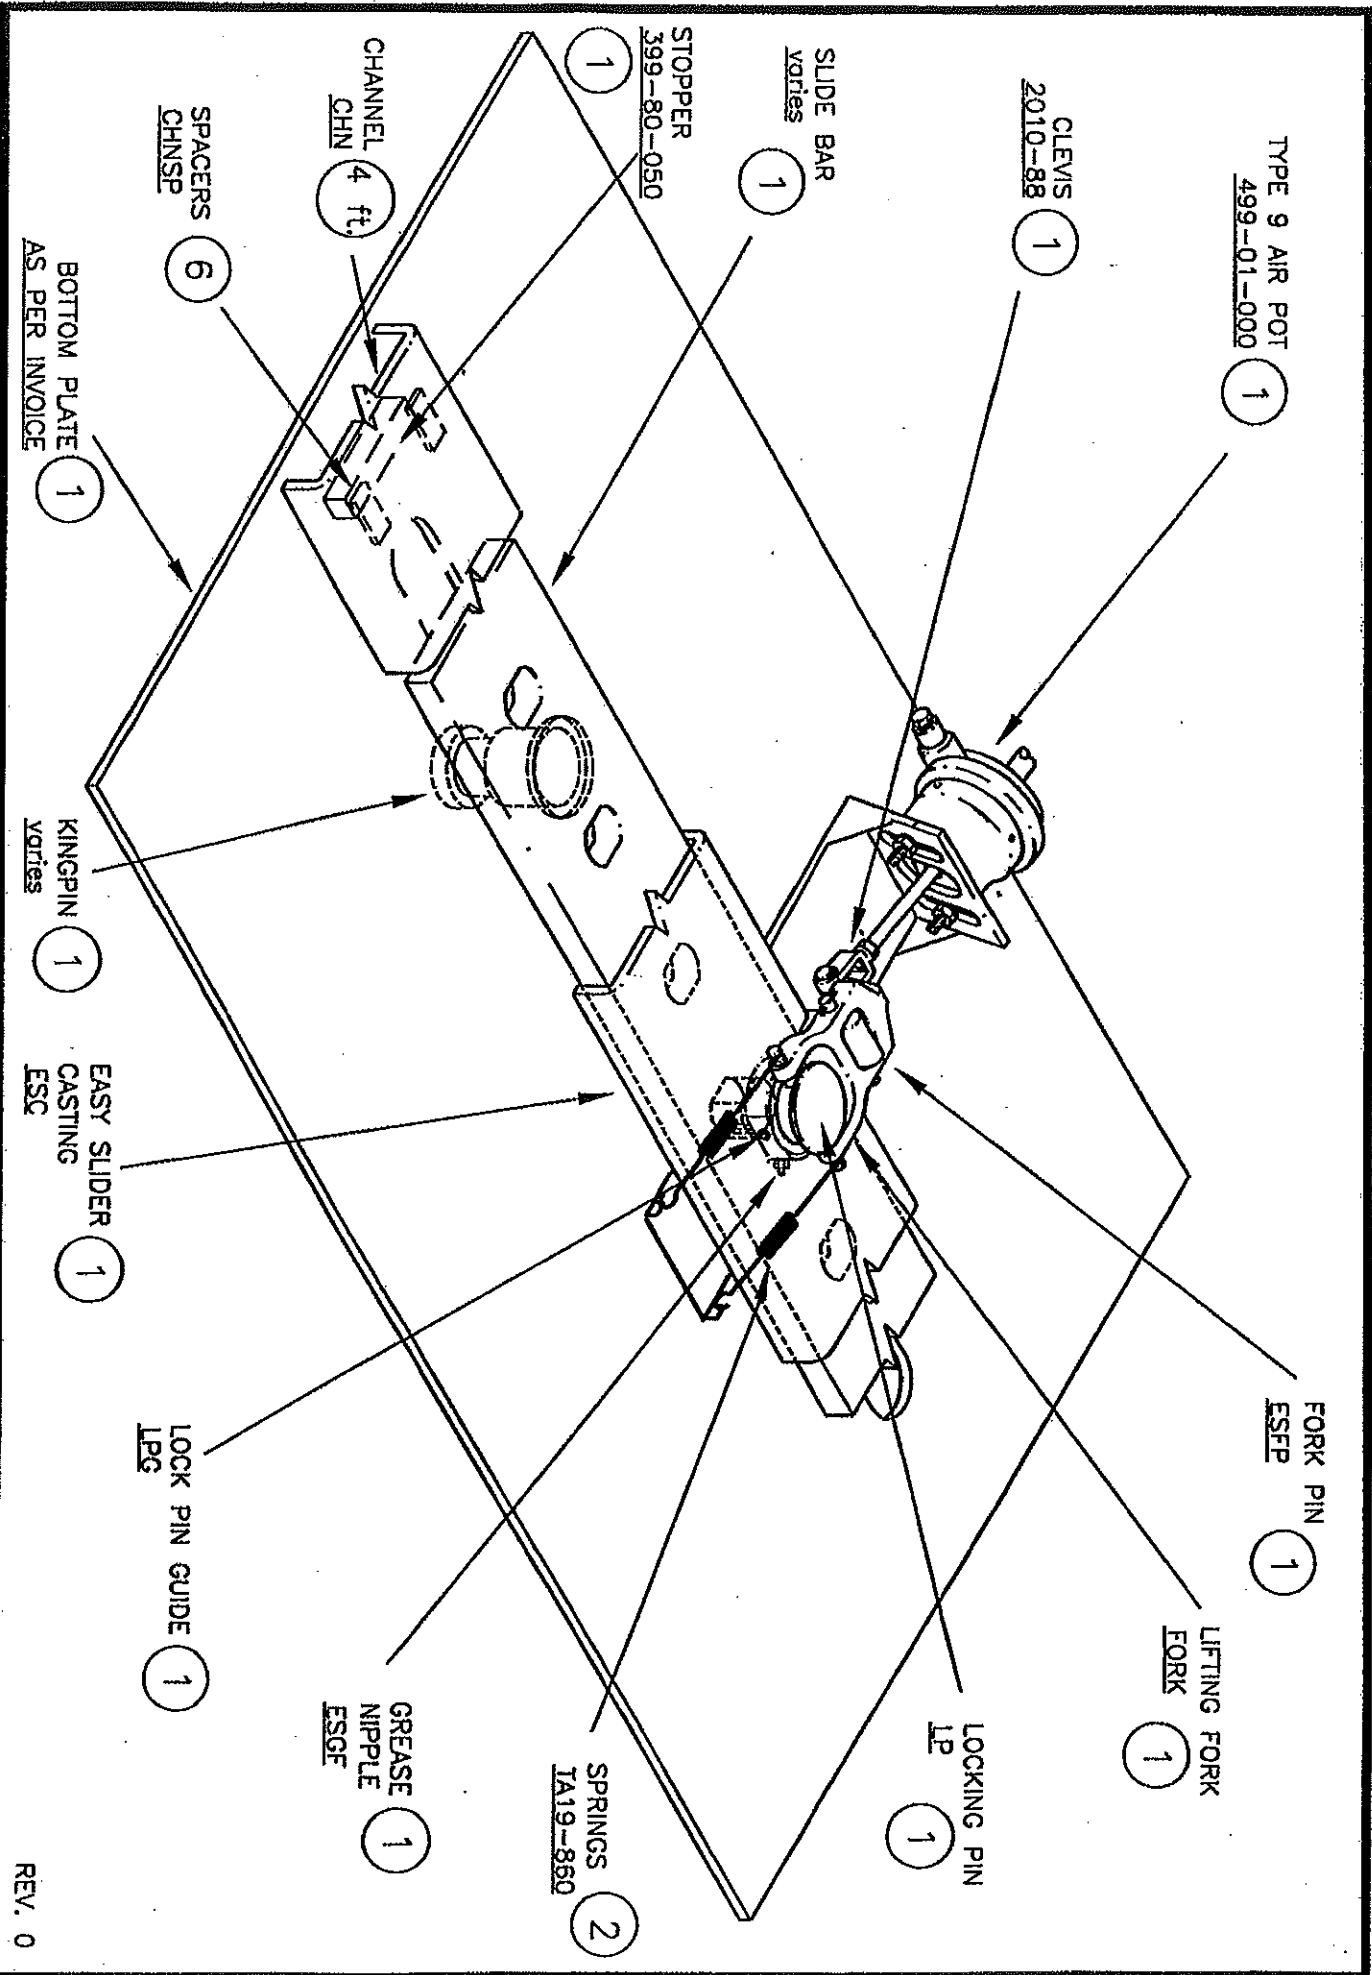 TYPE 9 AIR POT
499-01-000
1
CLEVIS
2010-88
1
SLIDE BAR
varies
1
STOPPER
399-80-050
1
CHANNEL
CHN
4 ft.
SPACERS
CHNSP
6
BOTTOM PLATE
AS PER INVOICE
1
KINGPIN
varies
1
EASY SLIDER
CASTING
ESC
1
LOCK PIN GUIDE
LPG
1
GREASE
NIPPLE
ESGF
1
SPRINGS
TA19-860
2
LOCKING PIN
LP
1
LIFTING FORK
FORK
1
FORK PIN
ESFP
1
REV. 0